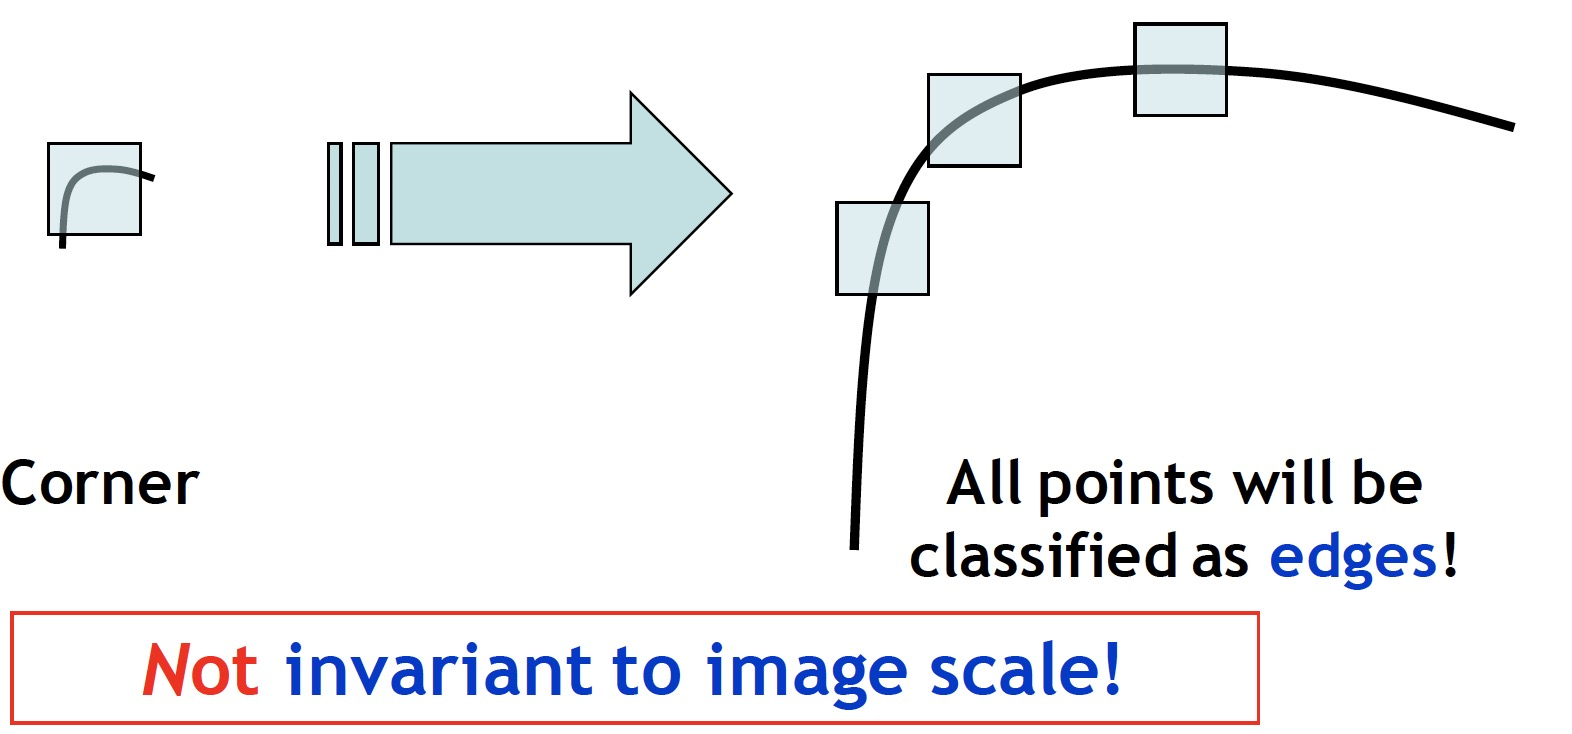 Corner
All points will be
classified as edges!
Not invariant to image scale!